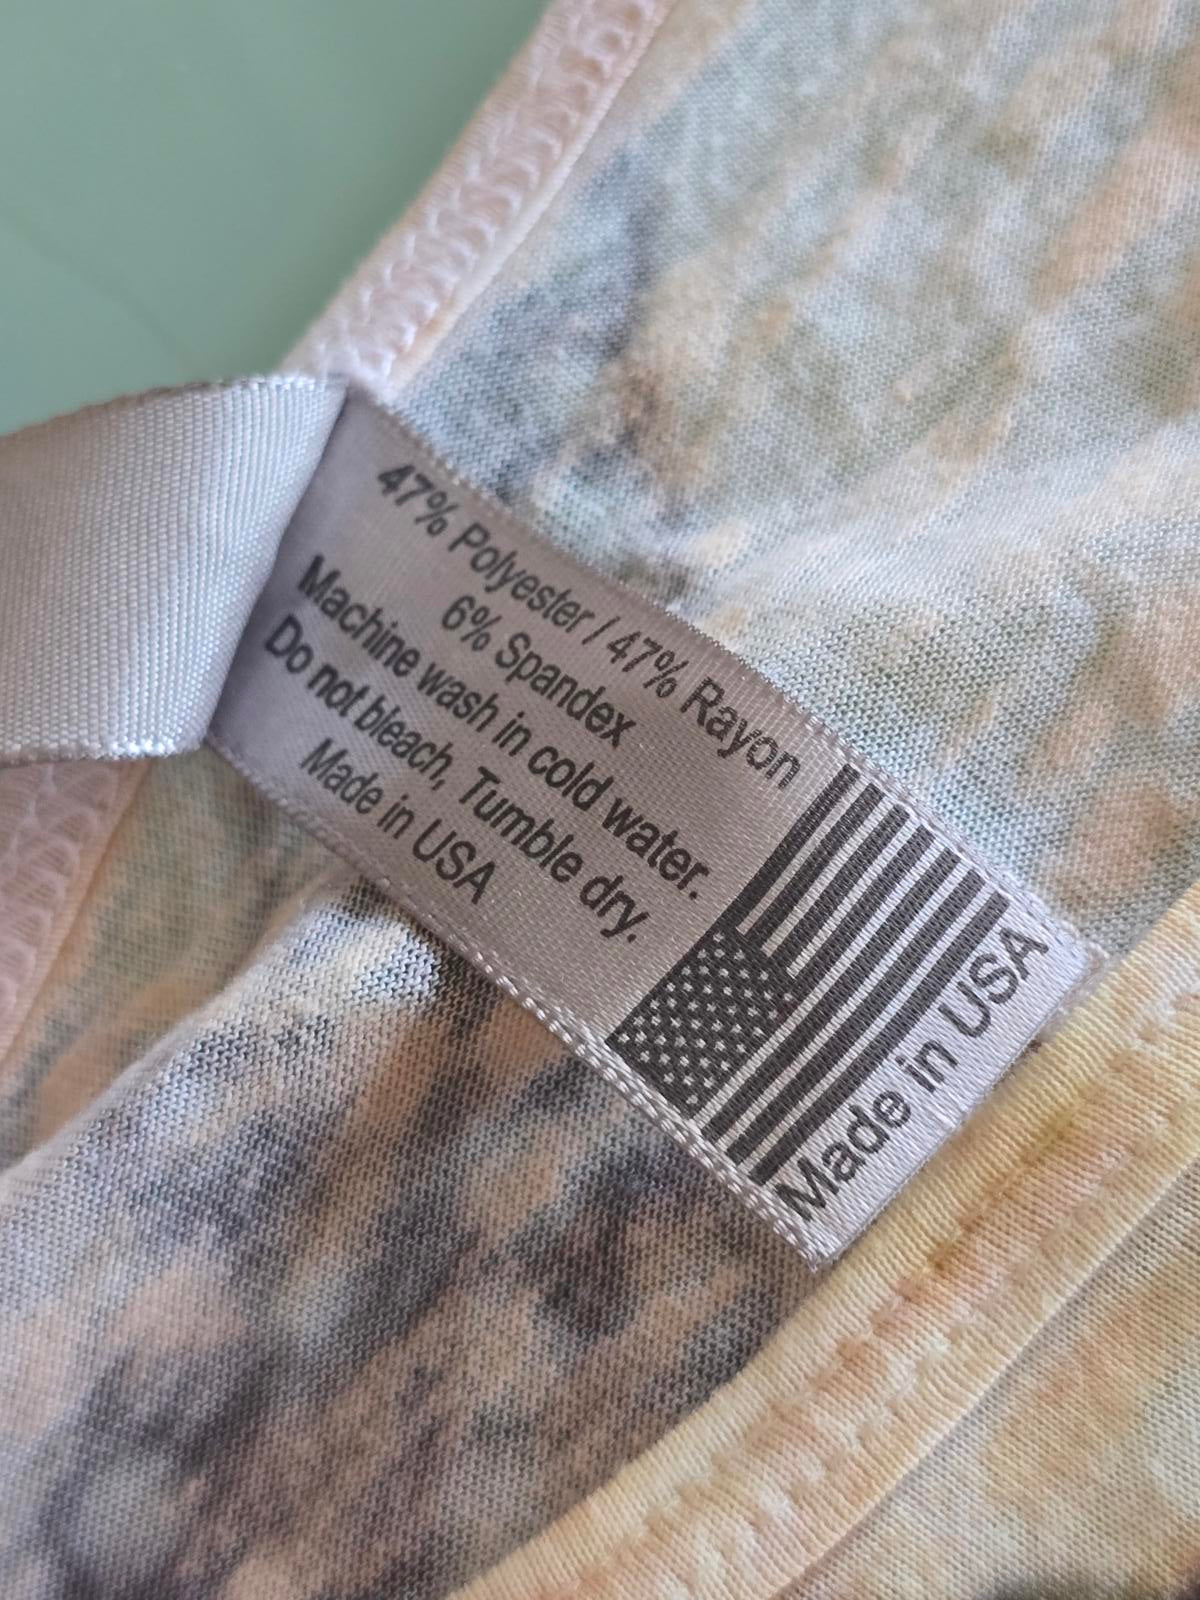 47% Polyester / 47% Rayon
6% Spandex
Machine wash in cold water.
Do not bleach, Tumble dry.
Made in USA
Made in USA